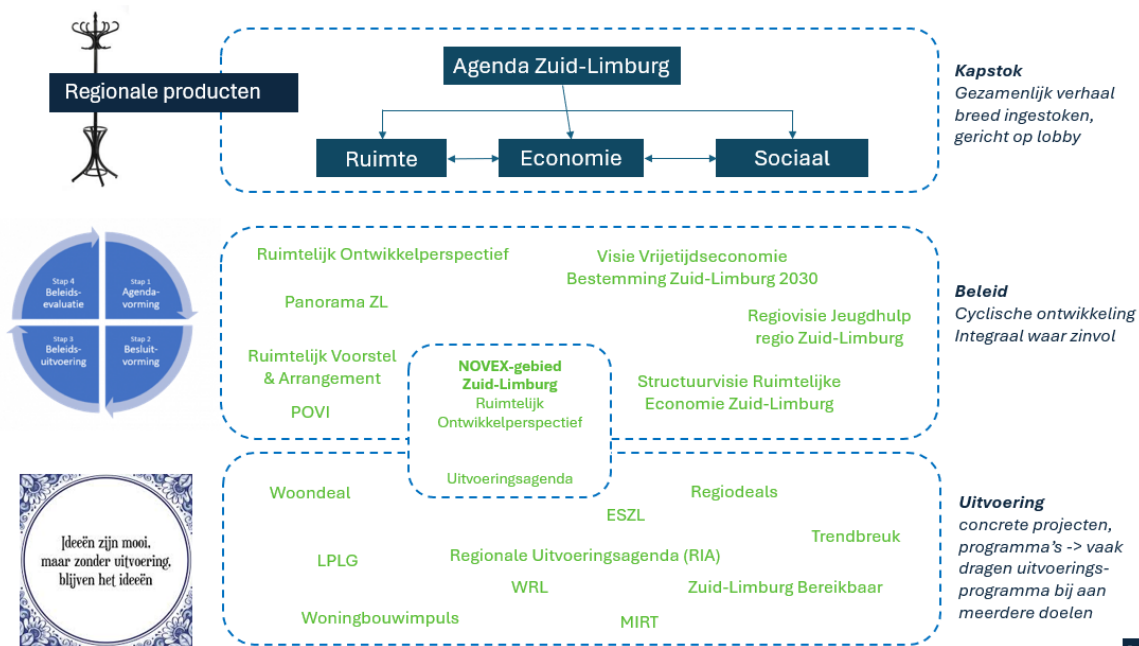 Regionale producten
Agenda Zuid-Limburg
Ruimte
Economie
Sociaal
Kapstok
Gezamenlijk verhaal
breed ingestoken,
gericht op lobby
Stap 4
Beleids-
evaluatie
Stap 1
Agenda-
vorming
Stap 3
Beleids-
uitvoering
Stap 2
Besluit-
vorming
Ruimtelijk Ontwikkelperspectief
Visie Vrijetijdseconomie
Bestemming Zuid-Limburg 2030
Panorama ZL
Regiovisie Jeugdhulp
regio Zuid-Limburg
Ruimtelijk Voorstel
& Arrangement
POVI
NOVEX-gebied
Zuid-Limburg
Ruimtelijk
Ontwikkelperspectief
Uitvoeringsagenda
Structuurvisie Ruimtelijke
Economie Zuid-Limburg
Beleid
Cyclische ontwikkeling
Integraal waar zinvol
Ideeën zijn mooi,
maar zonder uitvoering,
blijven het ideeën
Woondeal
Regiodeals
ESZL
Trendbreuk
LPLG
Regionale Uitvoeringsagenda (RIA)
WRL
Zuid-Limburg Bereikbaar
Woningbouwimpuls
MIRT
Uitvoering
concrete projecten,
programma's -> vaak
dragen uitvoerings-
programma bij aan
meerdere doelen